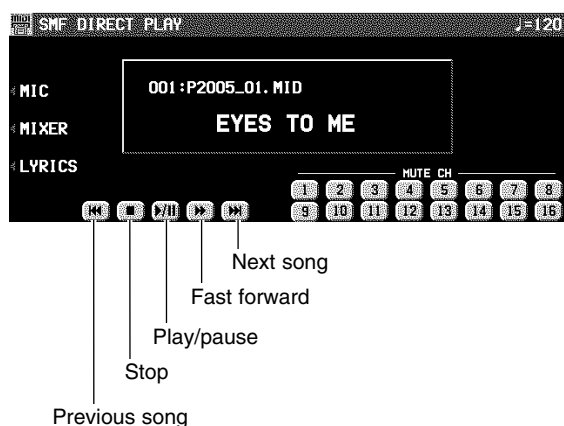 midi SMF DIRECT PLAY ♩=120
MIC
001:P2005_01.MID
EYES TO ME
MIXER
LYRICS
MUTE CH
1 2 3 4 5 6 7 8
9 10 11 12 13 14 15 16
Next song
Fast forward
Play/pause
Stop
Previous song